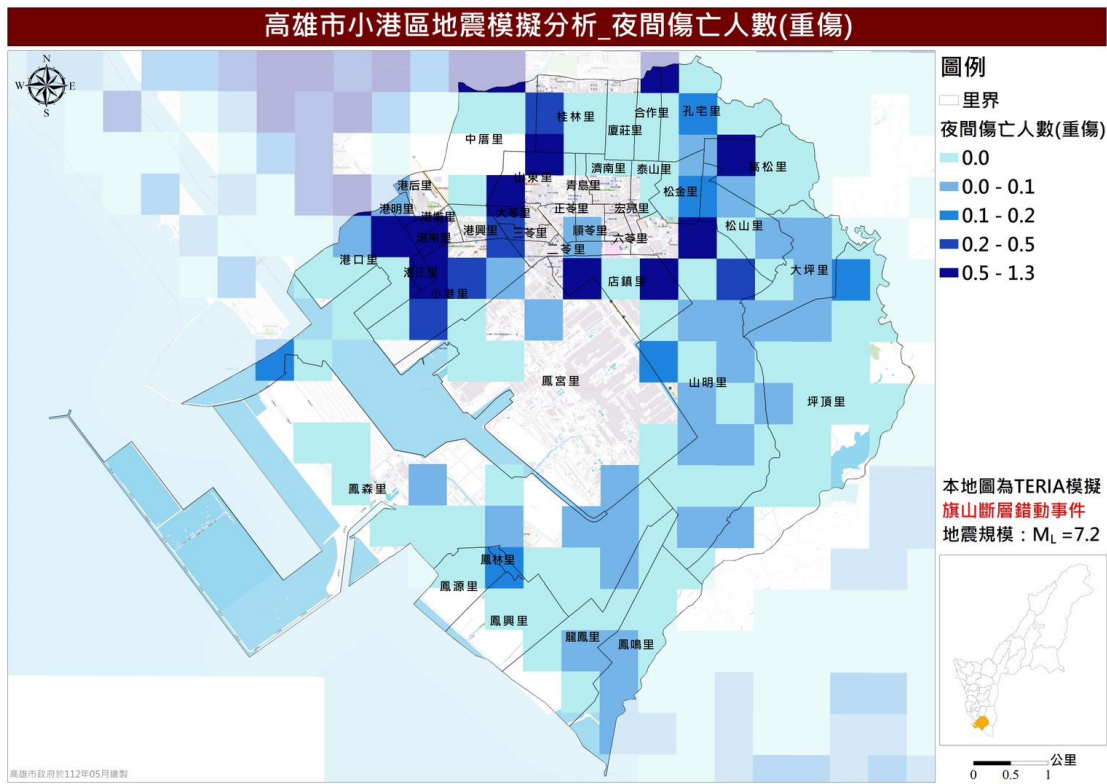 高雄市小港區地震模擬分析_夜間傷亡人數(重傷)
N
W
E
S
圖例
里界
夜間傷亡人數(重傷)
0.0
0.0 - 0.1
0.1 - 0.2
0.2 - 0.5
0.5 - 1.3
合作里
孔宅里
桂林里
廈莊里
中厝里
高松里
濟南里
泰山里
山東里
青島里
港后里
松金里
港明里
大苓里
正苓里
宏亮里
港墘里
松山里
港興里
三苓里
順苓里
港南里
六苓里
二苓里
港口里
港正里
大坪里
店鎮里
小港里
鳳宮里
山明里
坪頂里
鳳森里
鳳林里
鳳源里
鳳興里
龍鳳里
鳳鳴里
本地圖為TERIA模擬
旗山斷層錯動事件
地震規模：ML =7.2
公里
0 0.5 1
高雄市政府於112年05月繪製